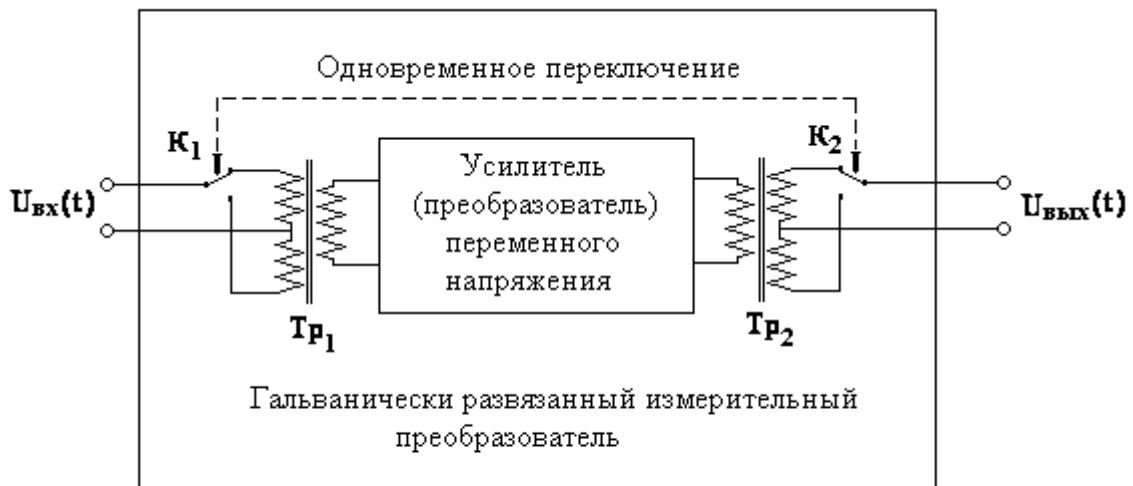 Одновременное переключение
К1
К2
Uвх(t)
Усилитель
(преобразователь)
переменного
напряжения
Uвых(t)
Тр1
Тр2
Гальванически развязанный измерительный
преобразователь